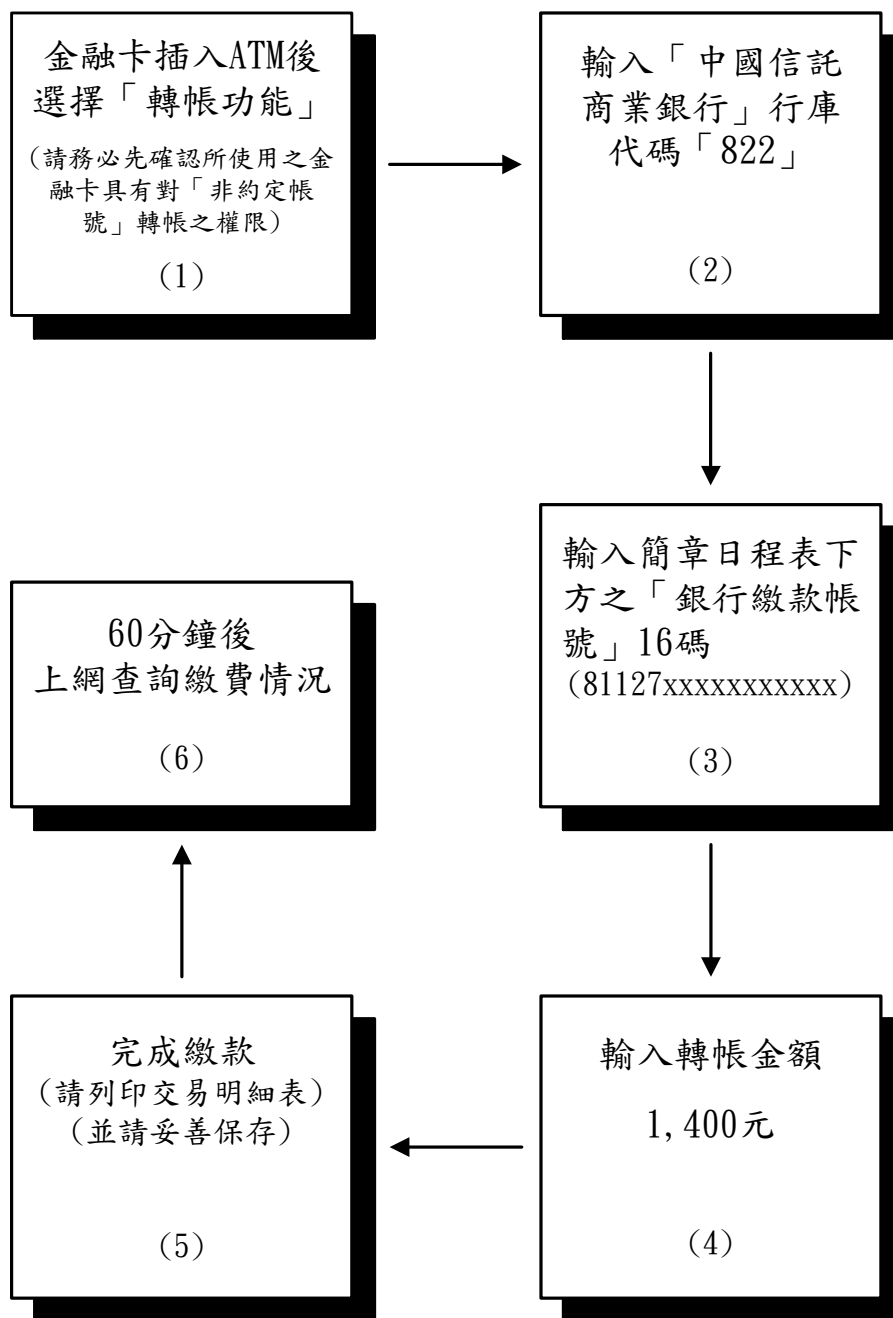 金融卡插入ATM後
選擇「轉帳功能」
(請務必先確認所使用之金
融卡具有對「非約定帳
號」轉帳之權限)
(1)
輸入「中國信託
商業銀行」行庫
代碼「822」
(2)
輸入簡章日程表下
方之「銀行繳款帳
號」16碼
(81127xxxxxxxxxxx)
(3)
輸入轉帳金額
1,400元
(4)
完成繳款
(請列印交易明細表)
(並請妥善保存)
(5)
60分鐘後
上網查詢繳費情況
(6)